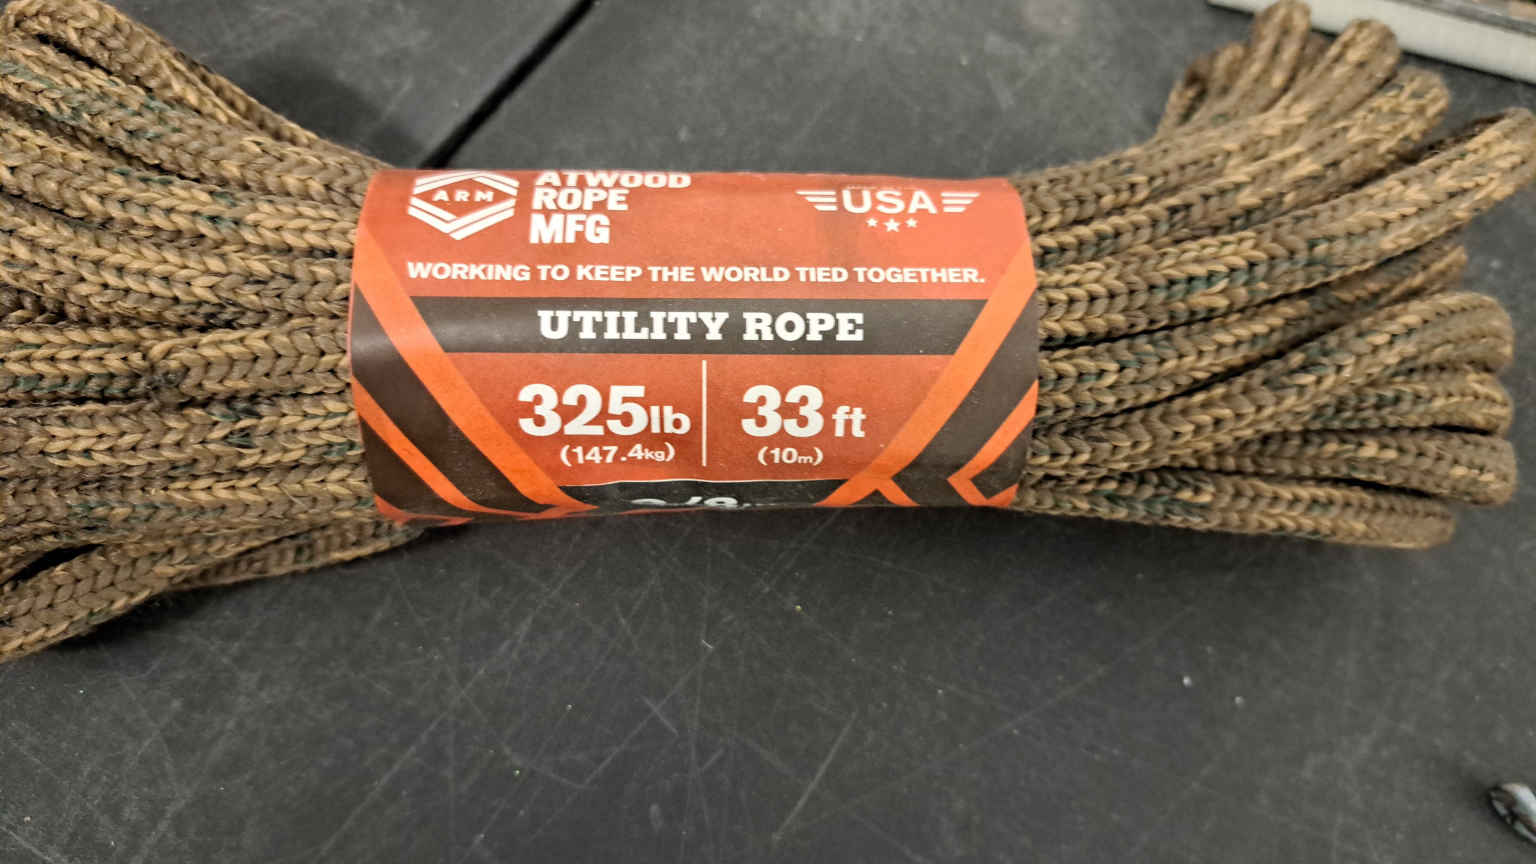 ARM
ATWOOD
ROPE
MFG
USA
WORKING TO KEEP THE WORLD TIED TOGETHER.
UTILITY ROPE
325lb
(147.4kg)
33 ft
(10m)